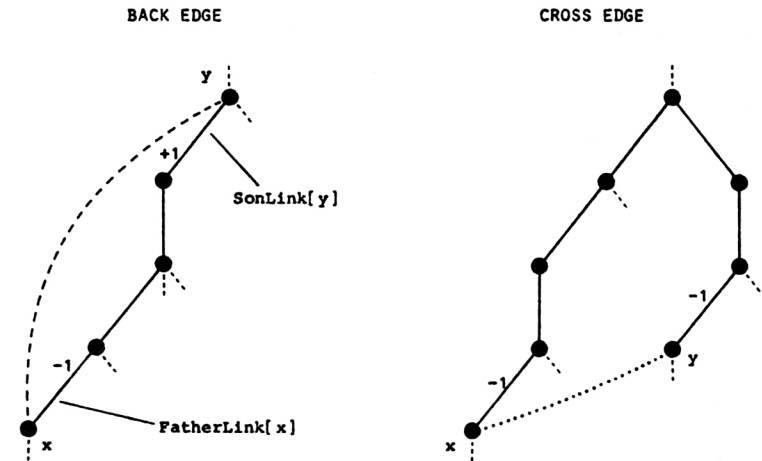 BACK EDGE
CROSS EDGE
y
+1
SonLink[y]
-1
FatherLink[x]
x
-1
y
-1
x